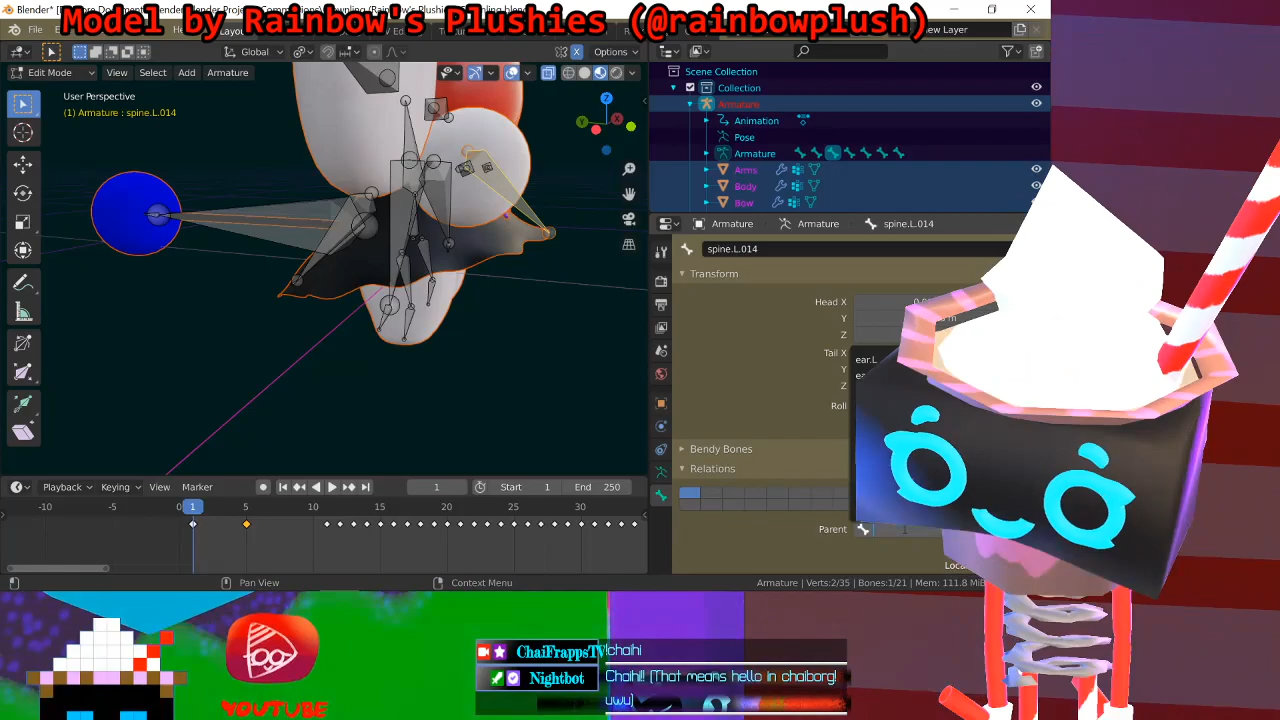 Model by Rainbow's Plushies (@rainbowplush)
Blender*
File
New Layer
Global
Options
Edit Mode
View
Select
Add
Armature
User Perspective
(1) Armature : spine.L.014
Z
Y
X
Scene Collection
Collection
Armature
Animation
Pose
Armature
Arms
Body
Bow
Armature
Armature
spine.L.014
spine.L.014
Transform
Head X
Y
Z
Tail X
Y
Z
Roll
ear.L
Bendy Bones
Relations
Parent
Playback
Keying
View
Marker
1
Start
1
End
250
-10
-5
1
5
10
15
20
25
30
Pan View
Context Menu
Armature | Verts:2/35 | Bones:1/21 | Mem: 111.8 MiB
ChaiFrappsTV
!chaihi
Nightbot
Chaihi! (That means hello in chaiborg!
uwu)
YOUTUBE